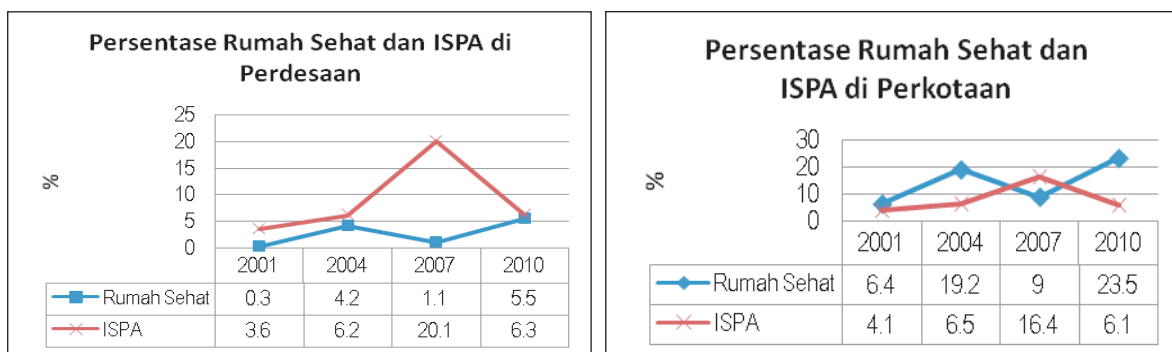 Persentase Rumah Sehat dan ISPA di
Perdesaan
%
25
20
15
10
5
0
2001 2004 2007 2010
Rumah Sehat 0.3 4.2 1.1 5.5
ISPA 3.6 6.2 20.1 6.3
Persentase Rumah Sehat dan
ISPA di Perkotaan
%
30
20
10
0
2001 2004 2007 2010
Rumah Sehat 6.4 19.2 9 23.5
ISPA 4.1 6.5 16.4 6.1